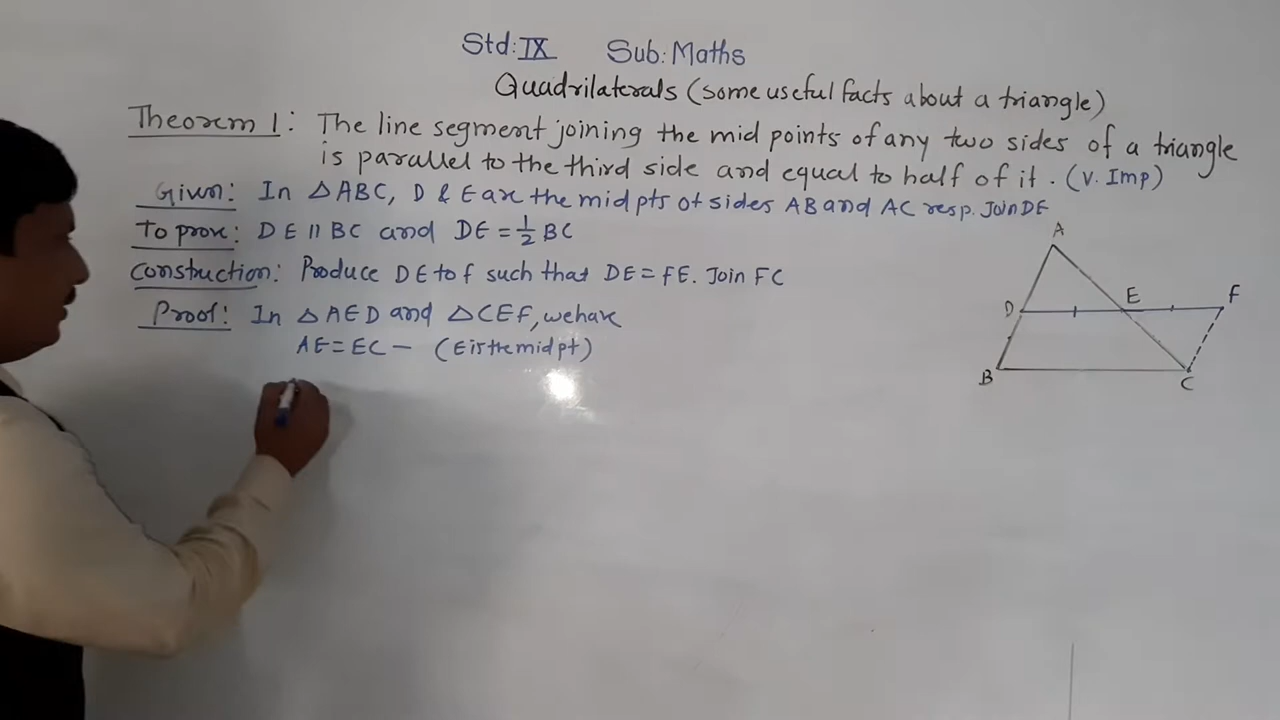 Std: IX Sub: Maths
Quadrilaterals (some useful facts about a triangle)
Theorem 1: The line segment joining the mid points of any two sides of a triangle
is parallel to the third side and equal to half of it. (V. Imp)
Given: In △ABC, D & E are the mid pts of sides AB and AC resp. Join DE
To prove: DE || BC and DE = 1/2 BC
Construction: Produce DE to f such that DE = FE. Join FC
Proof: In △AED and △CEF, we have
AE = EC — (E is the mid pt)
A
D
E
F
B
C